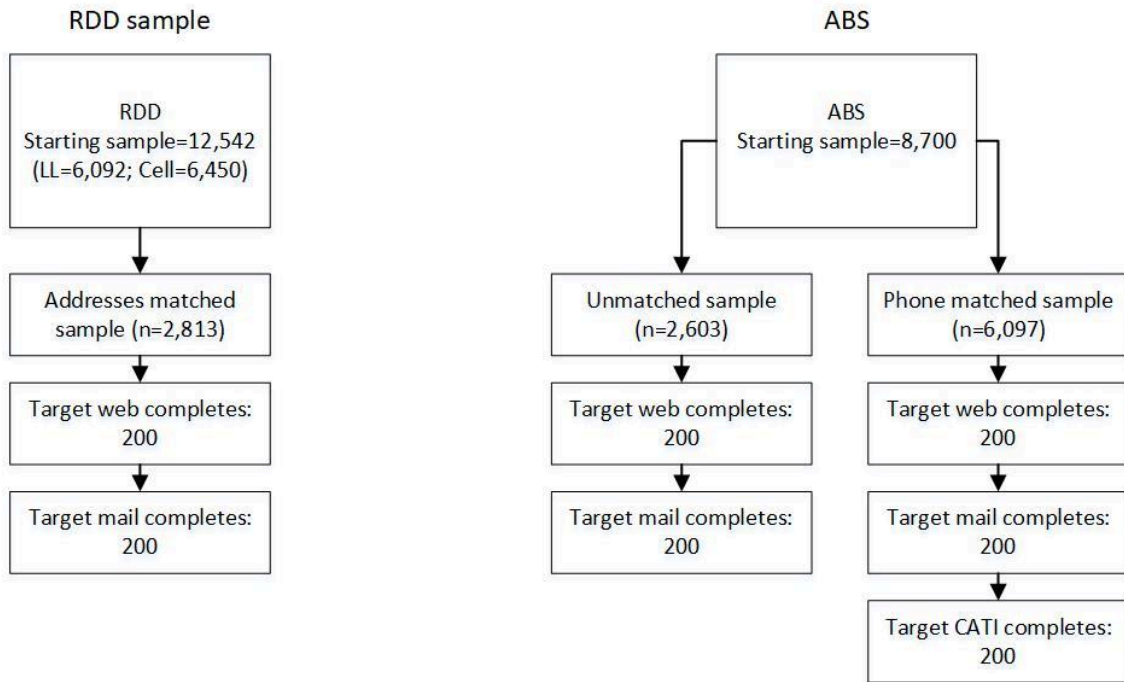 RDD sample
RDD
Starting sample=12,542
(LL=6,092; Cell=6,450)
Addresses matched
sample (n=2,813)
Target web completes:
200
Target mail completes:
200
ABS
ABS
Starting sample=8,700
Unmatched sample
(n=2,603)
Target web completes:
200
Target mail completes:
200
Phone matched sample
(n=6,097)
Target web completes:
200
Target mail completes:
200
Target CATI completes:
200